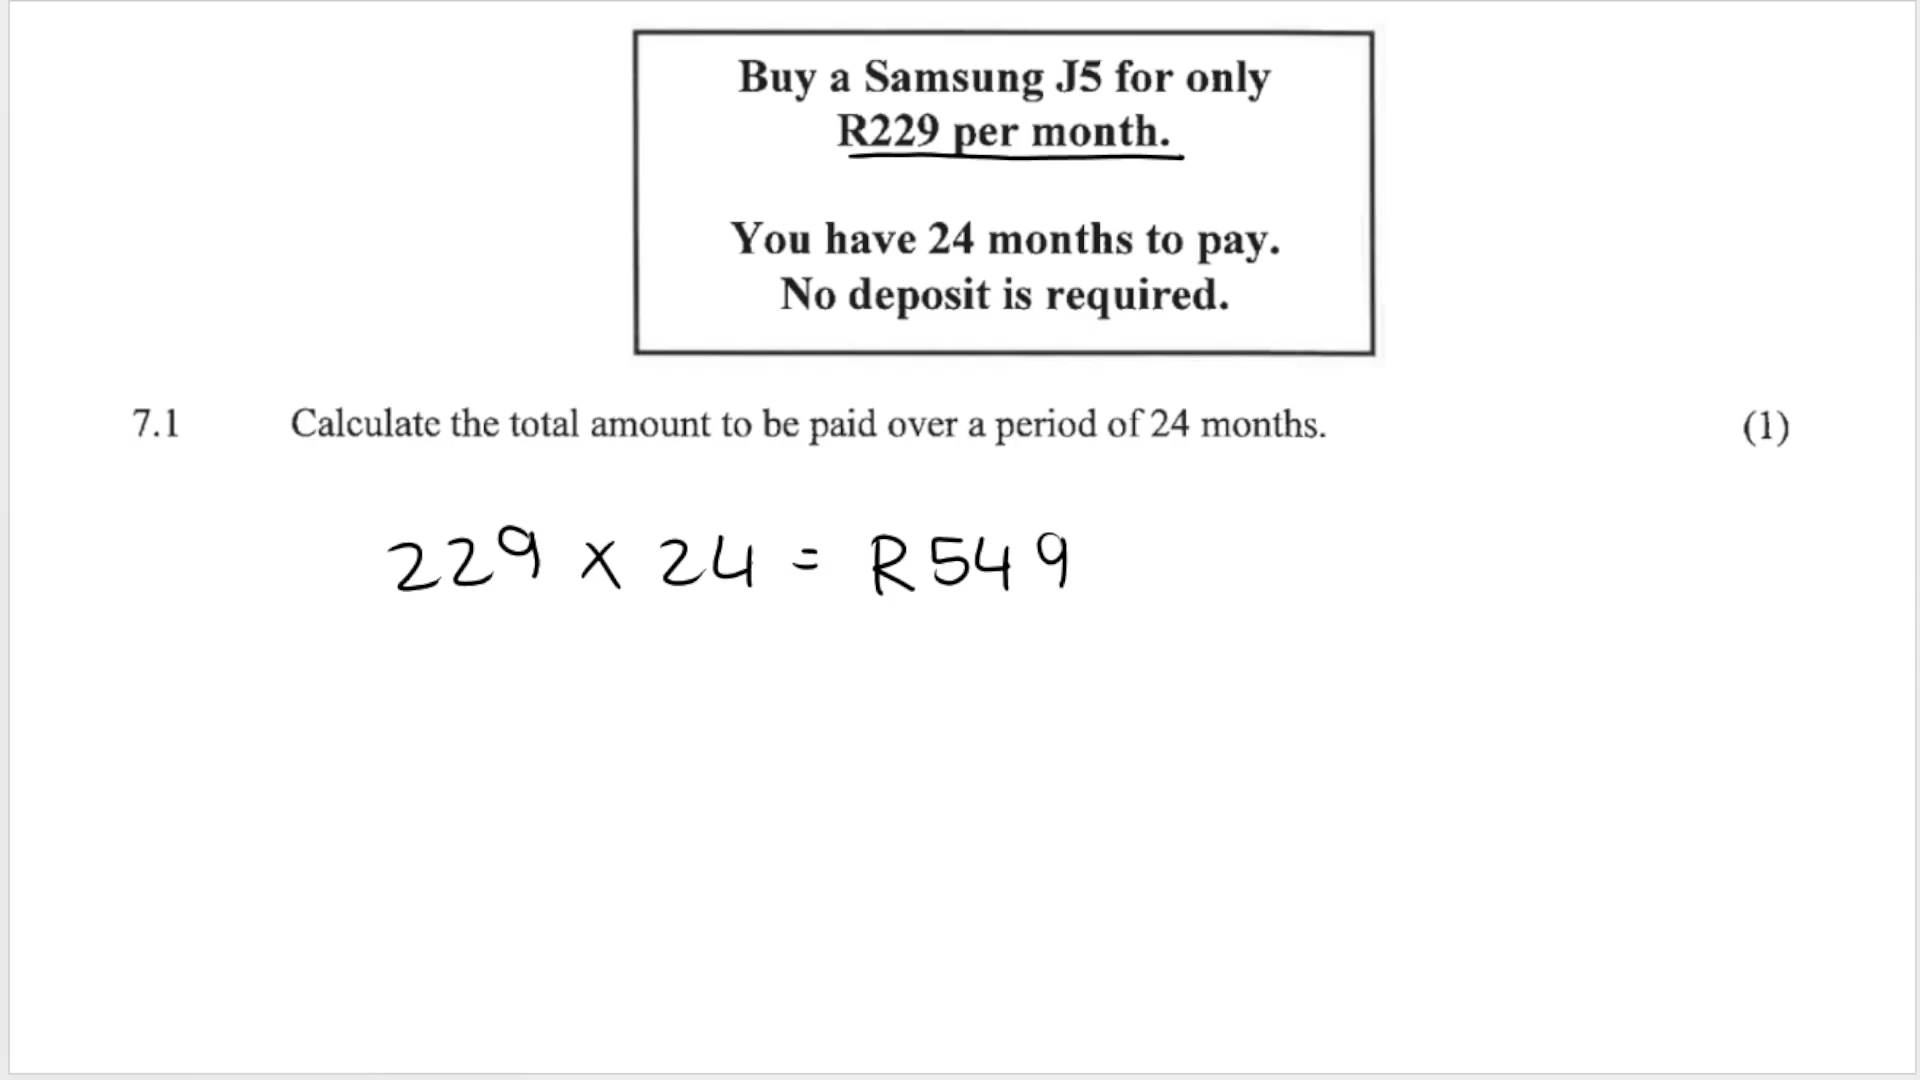 Buy a Samsung J5 for only
R229 per month.
You have 24 months to pay.
No deposit is required.
7.1 Calculate the total amount to be paid over a period of 24 months. (1)
229 x 24 = R549